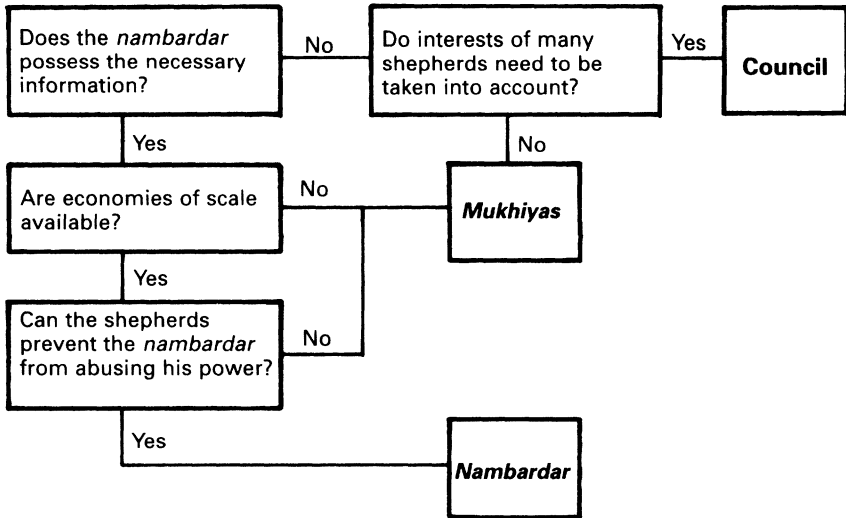 Does the nambardar
possess the necessary
information?
No
Do interests of many
shepherds need to be
taken into account?
Yes
Council
Yes
No
Are economies of scale
available?
No
Mukhiyas
Yes
Can the shepherds
prevent the nambardar
from abusing his power?
No
Yes
Nambardar